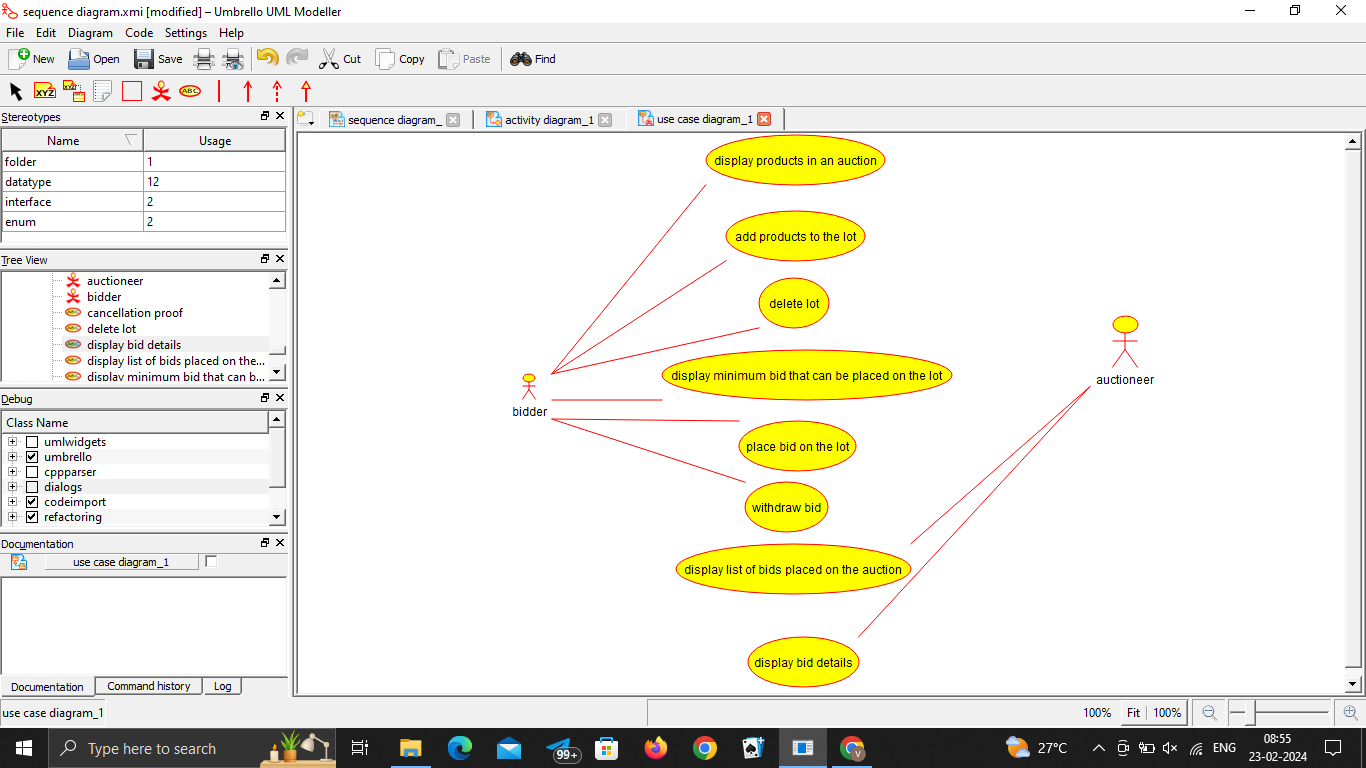 sequence diagram.xmi [modified] – Umbrello UML Modeller
File Edit Diagram Code Settings Help
New Open Save Cut Copy Paste Find
XYZ XYZ ABC
Stereotypes
Name Usage
folder 1
datatype 12
interface 2
enum 2
Tree View
auctioneer
bidder
cancellation proof
delete lot
display bid details
display list of bids placed on the...
display minimum bid that can b...
Debug
Class Name
umlwidgets
umbrello
cppparser
dialogs
codeimport
refactoring
Documentation
use case diagram_1
Documentation Command history Log
sequence diagram_ activity diagram_1 use case diagram_1
display products in an auction
add products to the lot
delete lot
display minimum bid that can be placed on the lot
bidder
auctioneer
place bid on the lot
withdraw bid
display list of bids placed on the auction
display bid details
use case diagram_1 100% Fit 100%
Type here to search 99+ V 27°C ENG 08:55
23-02-2024